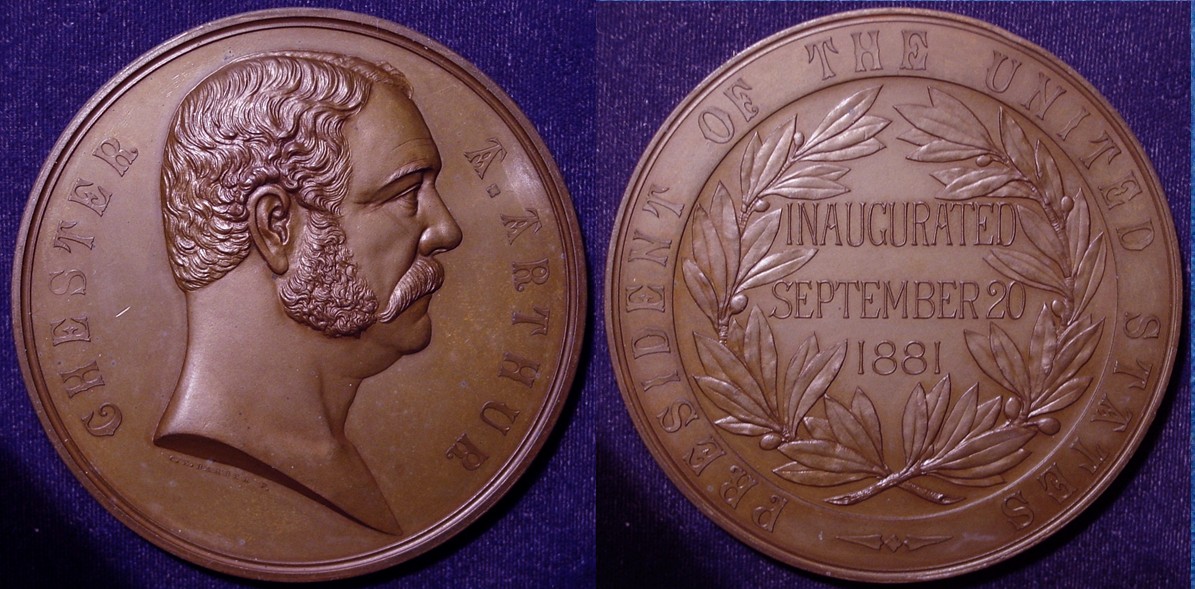 CHESTER A. ARTHUR
PRESIDENT OF THE UNITED STATES
INAUGURATED
SEPTEMBER 20
1881